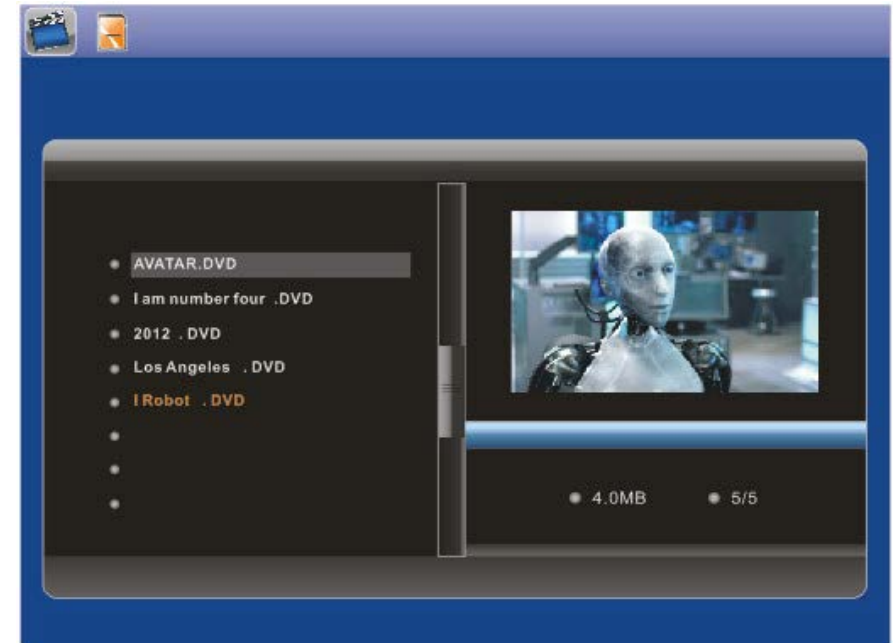 AVATAR.DVD
I am number four .DVD
2012 .DVD
Los Angeles .DVD
I Robot .DVD
4.0MB
5/5